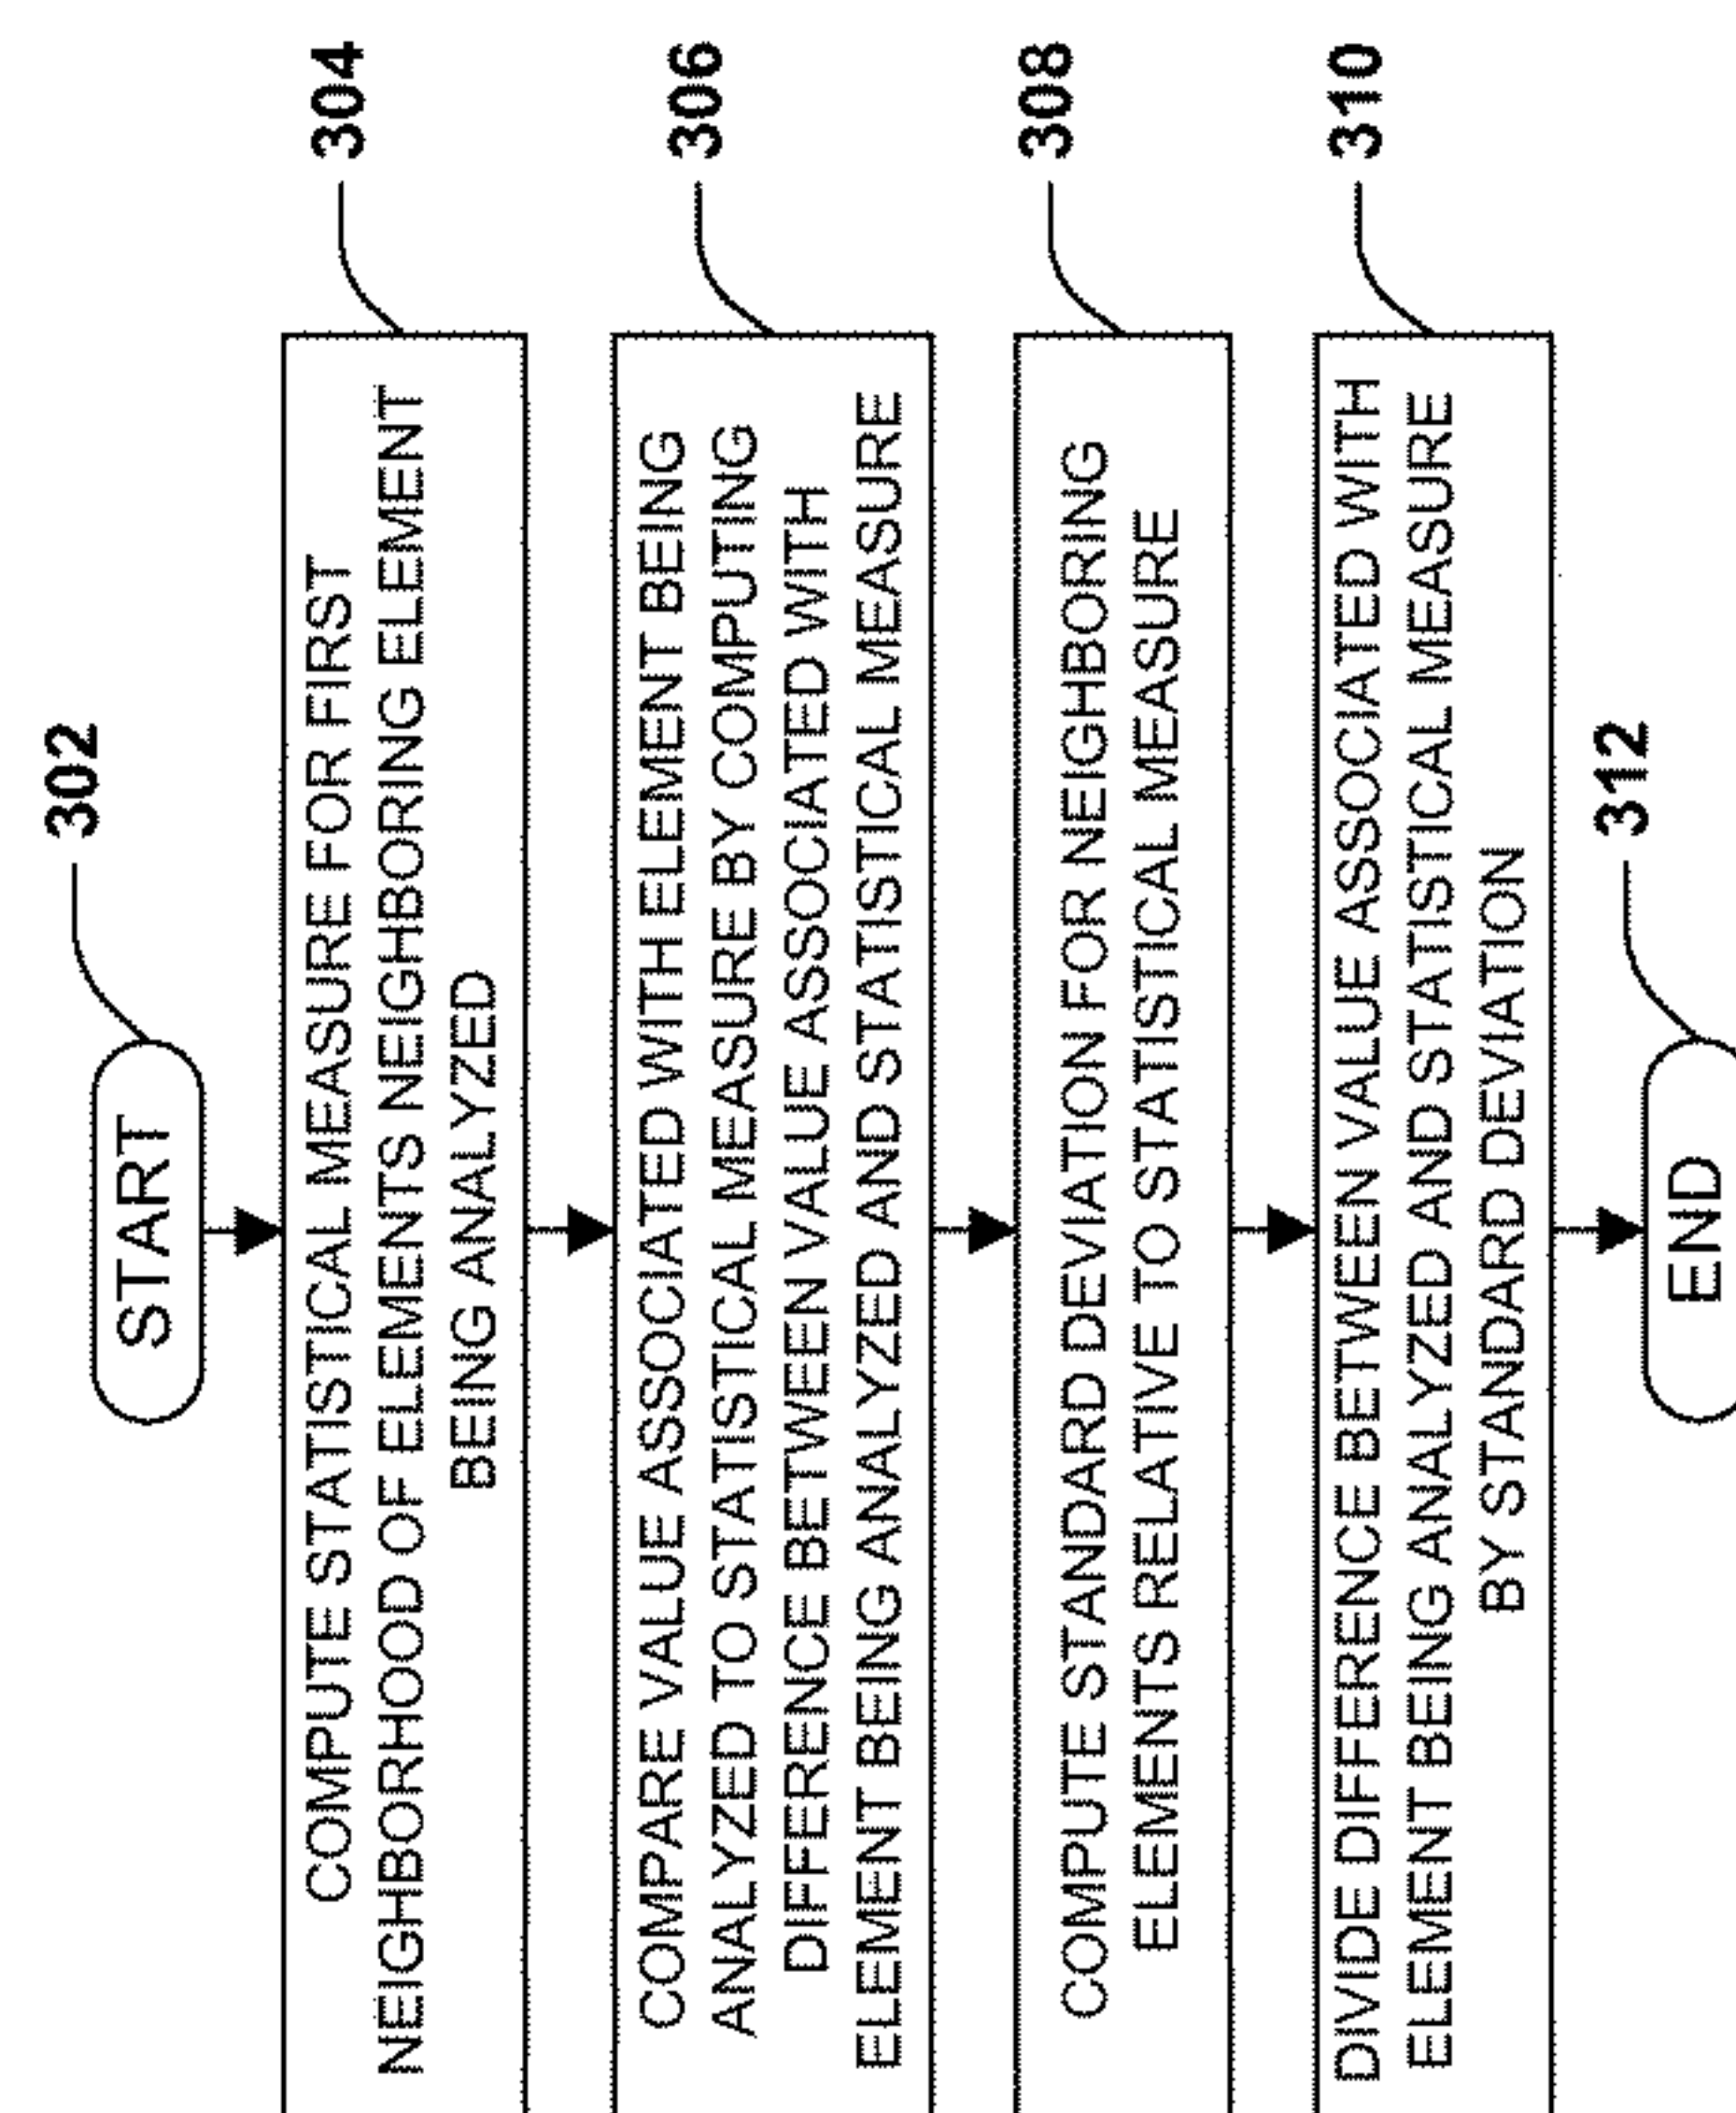 302
START
304
COMPUTE STATISTICAL MEASURE FOR FIRST
NEIGHBORHOOD OF ELEMENTS NEIGHBORING ELEMENT
BEING ANALYZED
306
COMPARE VALUE ASSOCIATED WITH ELEMENT BEING
ANALYZED TO STATISTICAL MEASURE BY COMPUTING
DIFFERENCE BETWEEN VALUE ASSOCIATED WITH
ELEMENT BEING ANALYZED AND STATISTICAL MEASURE
308
COMPUTE STANDARD DEVIATION FOR NEIGHBORING
ELEMENTS RELATIVE TO STATISTICAL MEASURE
310
DIVIDE DIFFERENCE BETWEEN VALUE ASSOCIATED WITH
ELEMENT BEING ANALYZED AND STATISTICAL MEASURE
BY STANDARD DEVIATION
312
END